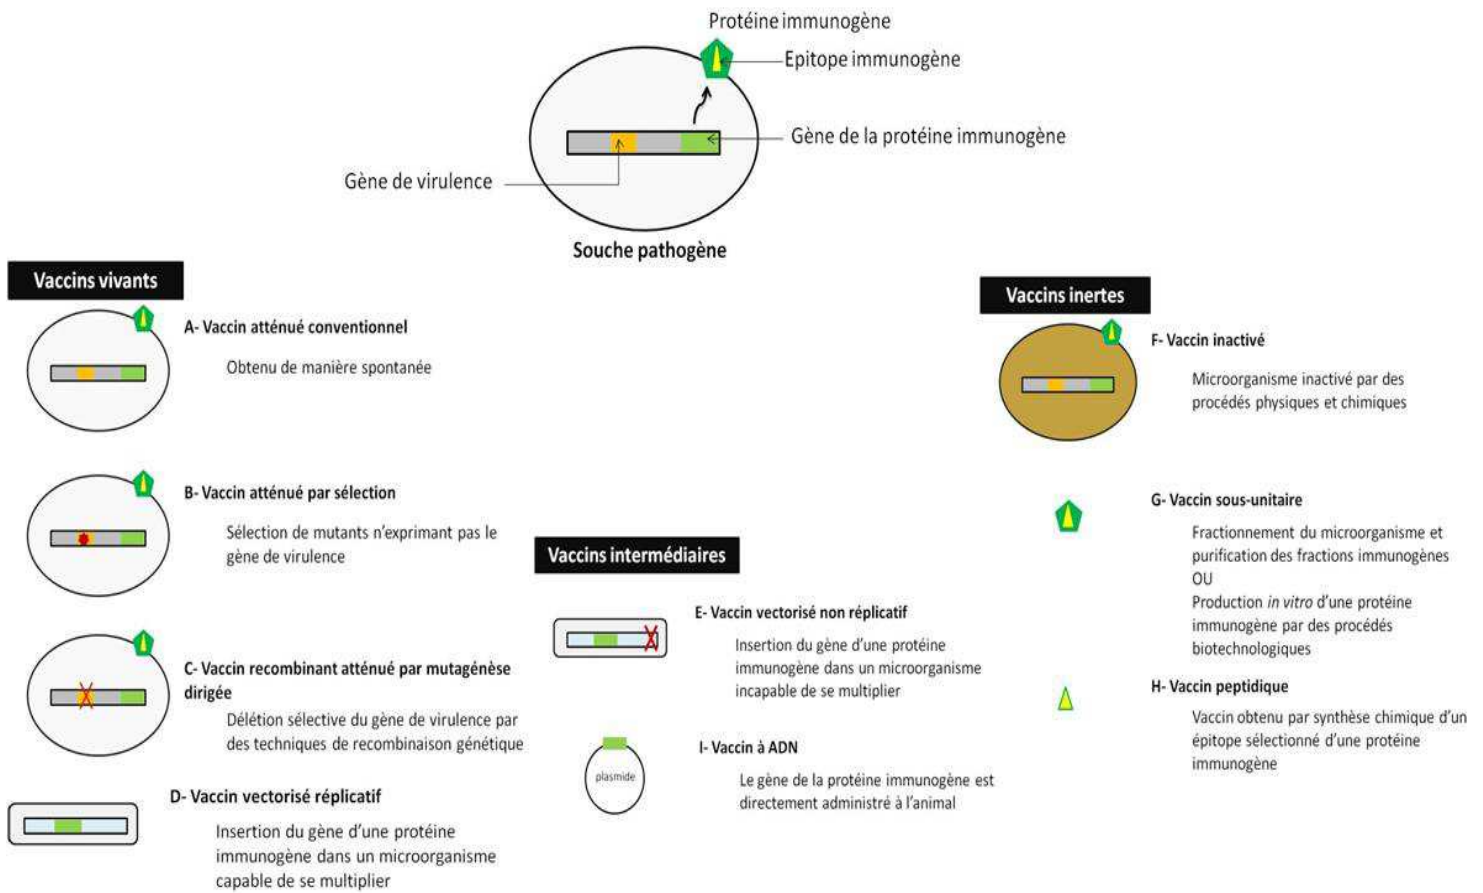 Protéine immunogène
Epitope immunogène
Gène de la protéine immunogène
Gène de virulence
Souche pathogène
Vaccins vivants
A- Vaccin atténué conventionnel
Obtenu de manière spontanée
B- Vaccin atténué par sélection
Sélection de mutants n'exprimant pas le
gène de virulence
C- Vaccin recombinant atténué par mutagénèse
dirigée
Délétion sélective du gène de virulence par
des techniques de recombinaison génétique
D- Vaccin vectorisé réplicatif
Insertion du gène d'une protéine
immunogène dans un microorganisme
capable de se multiplier
Vaccins intermédiaires
E- Vaccin vectorisé non réplicatif
Insertion du gène d'une protéine
immunogène dans un microorganisme
incapable de se multiplier
I- Vaccin à ADN
plasmide
Le gène de la protéine immunogène est
directement administré à l'animal
Vaccins inertes
F- Vaccin inactivé
Microorganisme inactivé par des
procédés physiques et chimiques
G- Vaccin sous-unitaire
Fractionnement du microorganisme et
purification des fractions immunogènes
OU
Production in vitro d'une protéine
immunogène par des procédés
biotechnologiques
H- Vaccin peptidique
Vaccin obtenu par synthèse chimique d'un
épitope sélectionné d'une protéine
immunogène